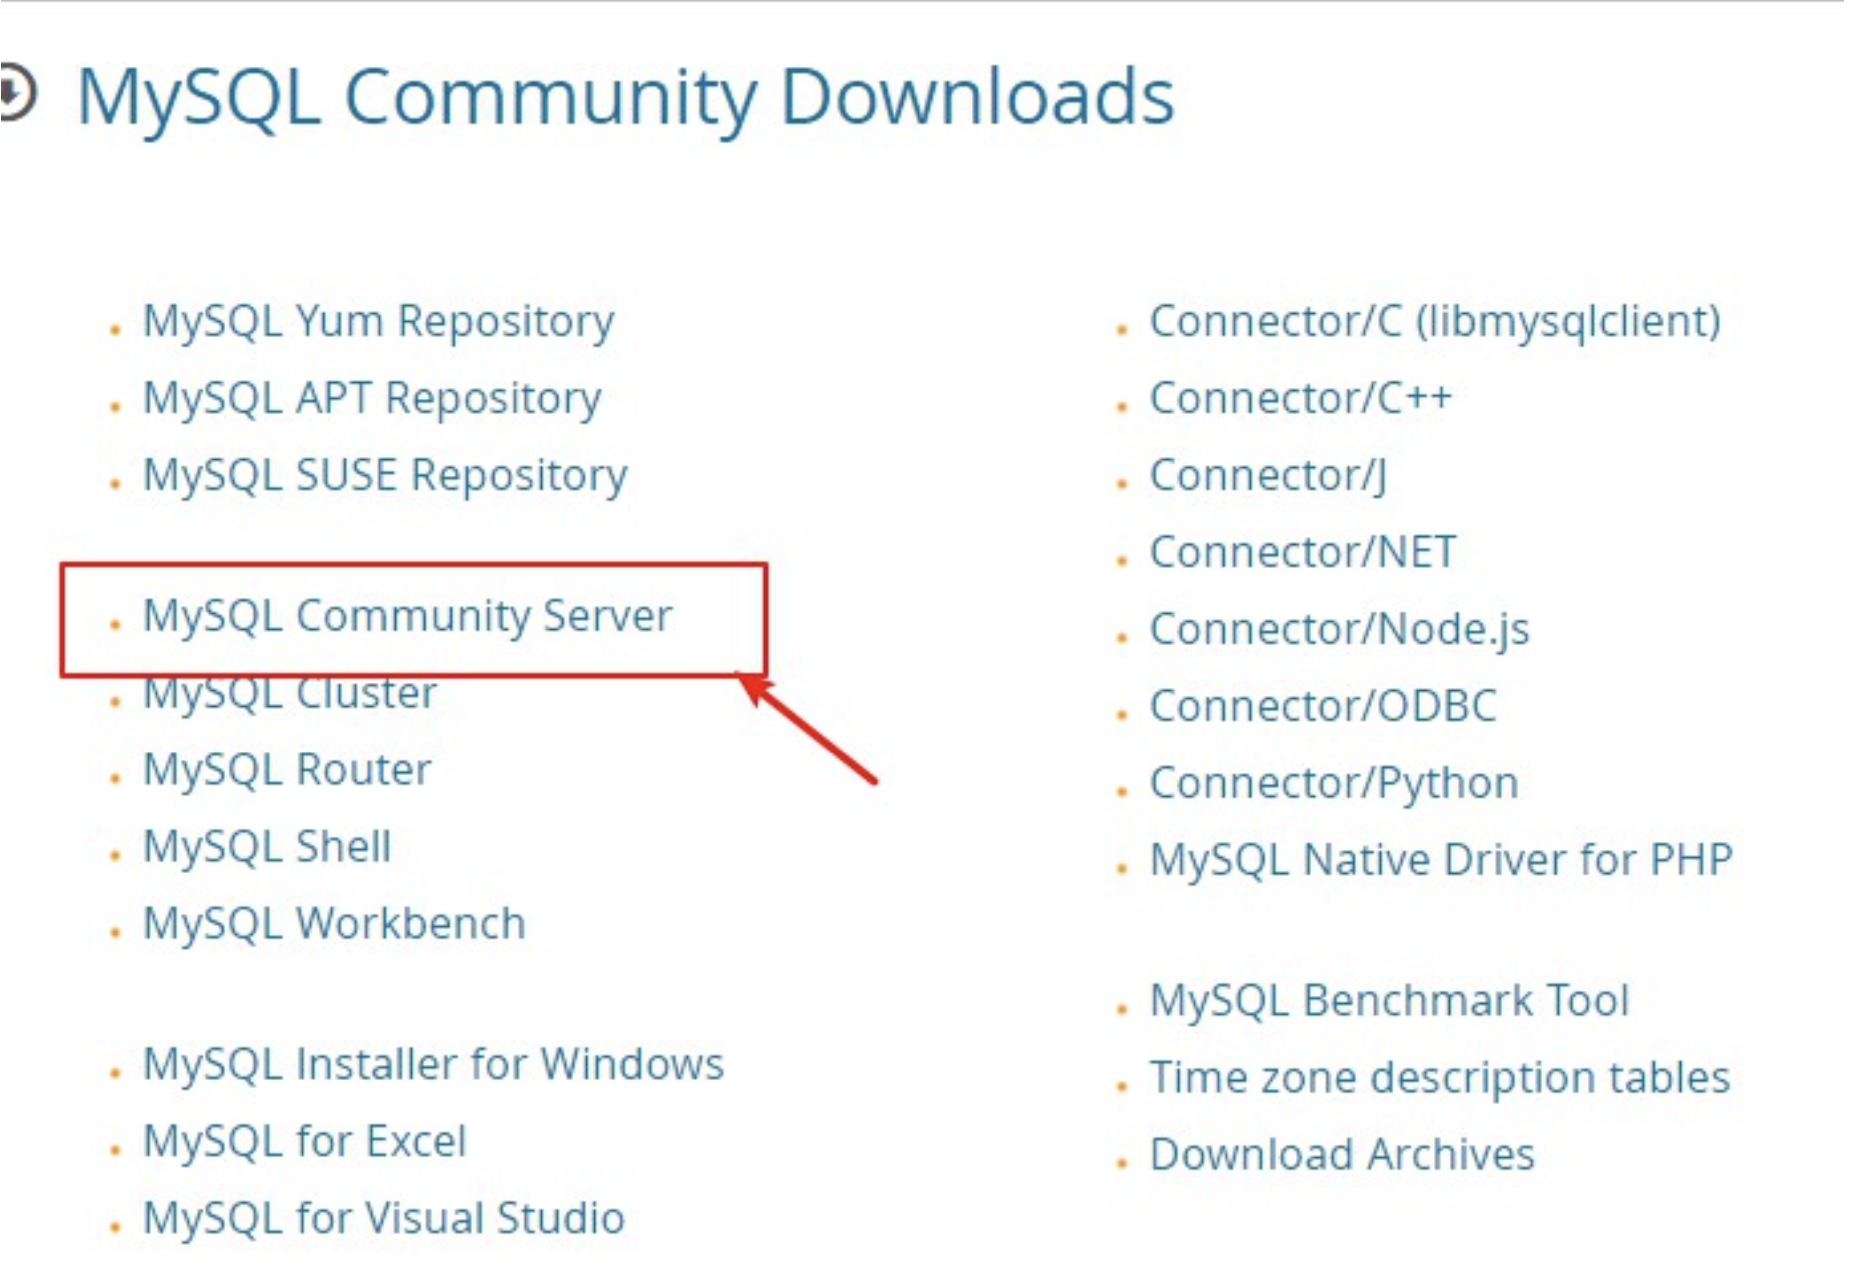 MySQL Community Downloads
MySQL Yum Repository
MySQL APT Repository
MySQL SUSE Repository
MySQL Community Server
MySQL Cluster
MySQL Router
MySQL Shell
MySQL Workbench
MySQL Installer for Windows
MySQL for Excel
MySQL for Visual Studio
Connector/C (libmysqlclient)
Connector/C++
Connector/J
Connector/NET
Connector/Node.js
Connector/ODBC
Connector/Python
MySQL Native Driver for PHP
MySQL Benchmark Tool
Time zone description tables
Download Archives